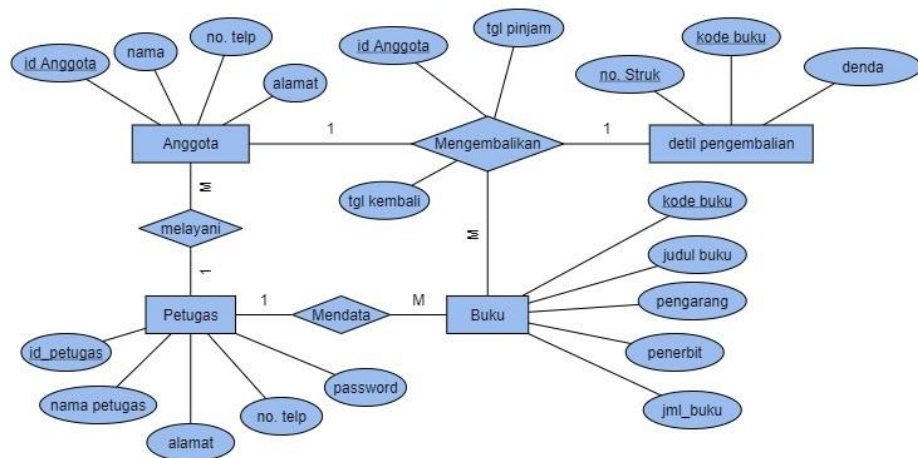 tgl pinjam
no. telp
id Anggota
kode buku
nama
id Anggota
no. Struk
denda
alamat
1
1
Anggota
Mengembalikan
detil pengembalian
M
tgl kembali
kode buku
melayani
M
judul buku
1
pengarang
1
M
Petugas
Mendata
Buku
id_petugas
penerbit
password
nama petugas
no. telp
jml_buku
alamat